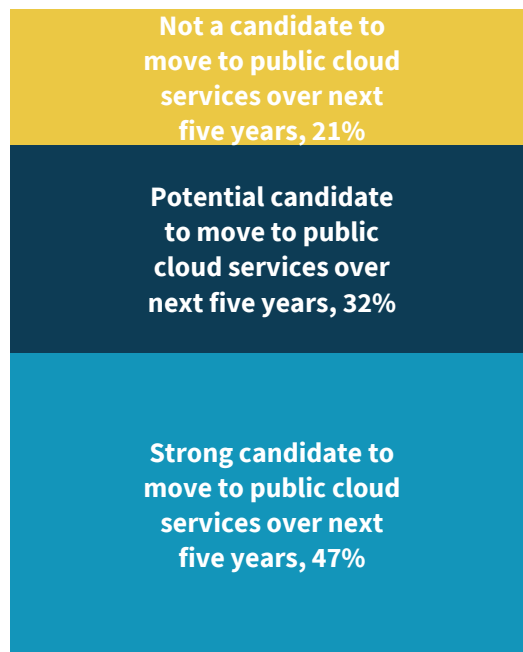 Not a candidate to
move to public cloud
services over next
five years, 21%
Potential candidate
to move to public
cloud services over
next five years, 32%
Strong candidate to
move to public cloud
services over next
five years, 47%